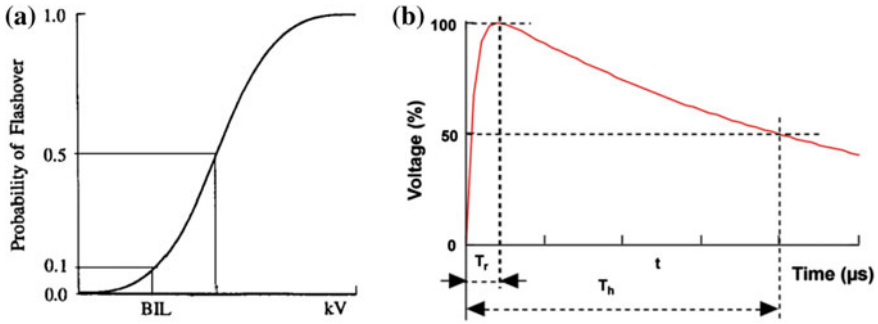 (a)
1.0
0.5
0.1
0.0
Probability of Flashover
BIL
kV
(b)
100
50
0
Voltage (%)
Tr
t
Th
Time (µs)